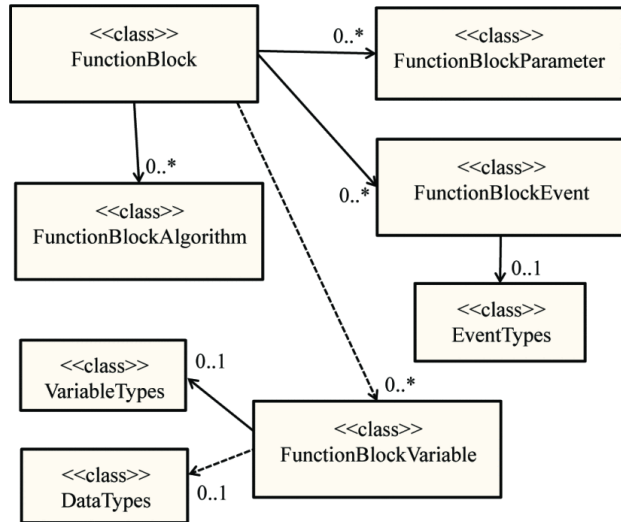 <<class>>
FunctionBlock
0..*
<<class>>
FunctionBlockParameter
<<class>>
FunctionBlockEvent
0..*
0..*
<<class>>
FunctionBlockAlgorithm
0..1
<<class>>
EventTypes
<<class>>
VariableTypes
0..1
0..*
<<class>>
FunctionBlockVariable
<<class>>
DataTypes
0..1